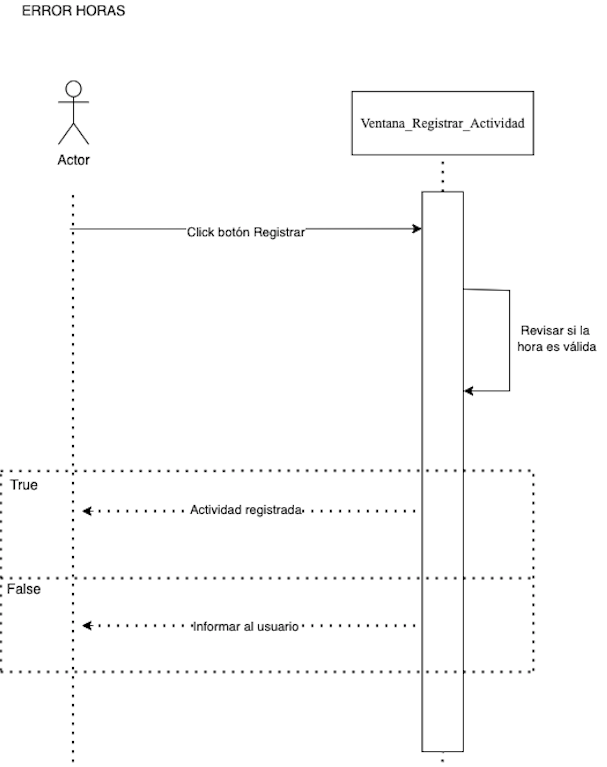 ERROR HORAS
Ventana_Registrar_Actividad
Actor
Click botón Registrar
Revisar si la
hora es válida
True
Actividad registrada
False
Informar al usuario